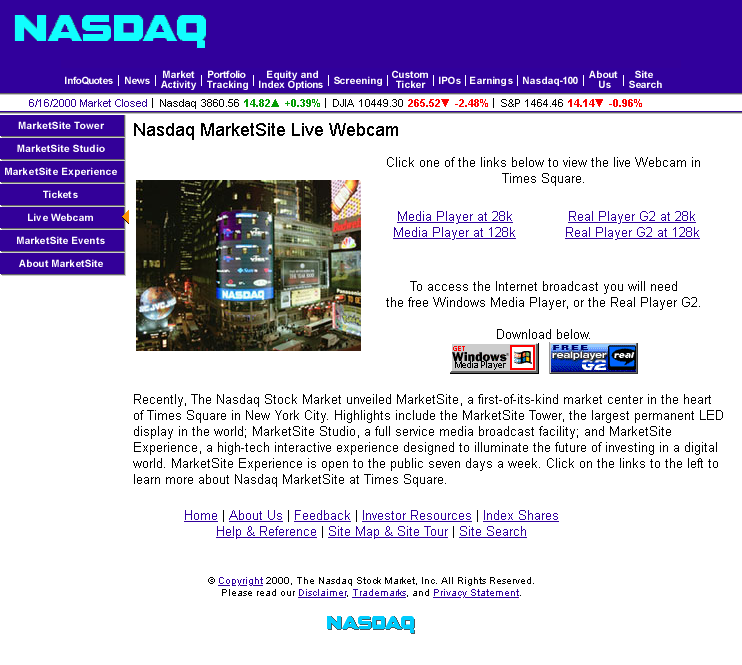 NASDAQ
InfoQuotes | News | Market Activity | Portfolio Tracking | Equity and Index Options | Screening | Custom Ticker | IPOs | Earnings | Nasdaq-100 | About Us | Site Search
6/16/2000 Market Closed | Nasdaq 3860.56 14.82▲ +0.39% | DJIA 10449.30 265.52▼ -2.48% | S&P 1464.46 14.14▼ -0.96%
MarketSite Tower
MarketSite Studio
MarketSite Experience
Tickets
Live Webcam
MarketSite Events
About MarketSite
Nasdaq MarketSite Live Webcam
Click one of the links below to view the live Webcam in
Times Square.
NASDAQ
Media Player at 28k Real Player G2 at 28k
Media Player at 128k Real Player G2 at 128k
To access the Internet broadcast you will need
the free Windows Media Player, or the Real Player G2.
Download below.
GET
Windows
Media Player
FREE
realplayer
G2
real
Recently, The Nasdaq Stock Market unveiled MarketSite, a first-of-its-kind market center in the heart
of Times Square in New York City. Highlights include the MarketSite Tower, the largest permanent LED
display in the world; MarketSite Studio, a full service media broadcast facility; and MarketSite
Experience, a high-tech interactive experience designed to illuminate the future of investing in a digital
world. MarketSite Experience is open to the public seven days a week. Click on the links to the left to
learn more about Nasdaq MarketSite at Times Square.
Home | About Us | Feedback | Investor Resources | Index Shares
Help & Reference | Site Map & Site Tour | Site Search
© Copyright 2000, The Nasdaq Stock Market, Inc. All Rights Reserved.
Please read our Disclaimer, Trademarks, and Privacy Statement.
NASDAQ